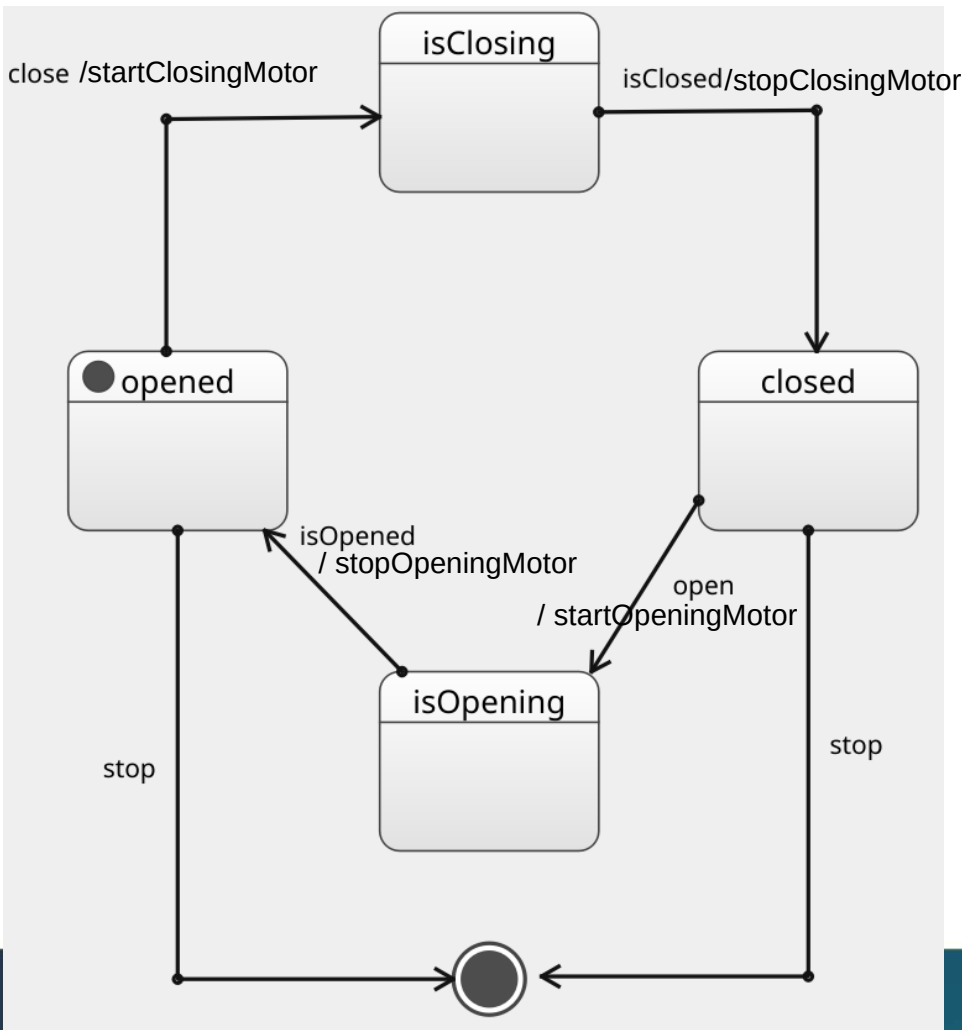 isClosing
close /startClosingMotor
isClosed/stopClosingMotor
opened
closed
isOpened
/ stopOpeningMotor
open
/ startOpeningMotor
isOpening
stop
stop